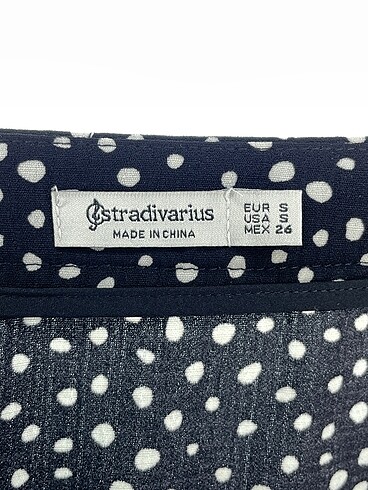 stradivarius
MADE IN CHINA
EUR S
USA S
MEX 26